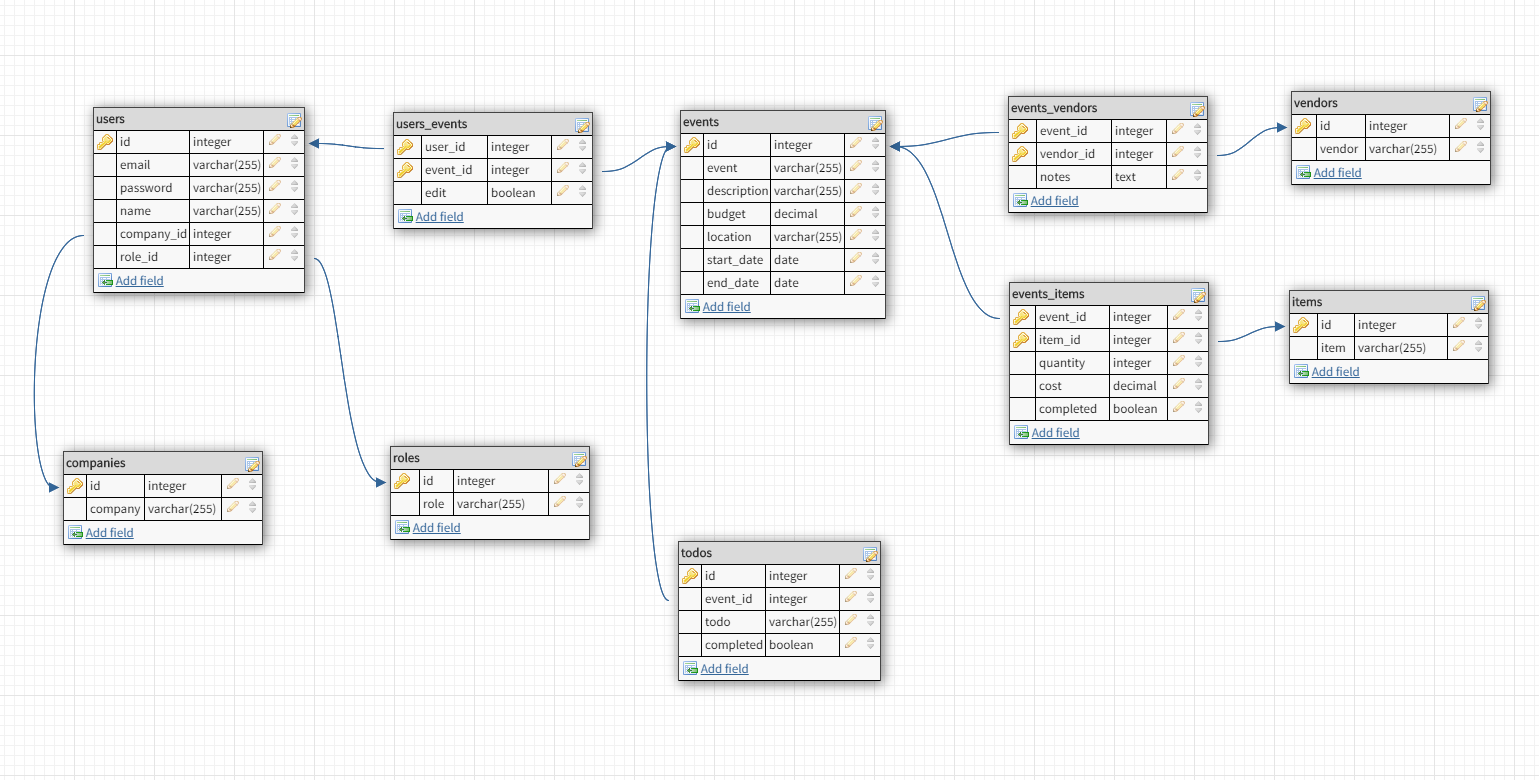 users
id integer
email varchar(255)
password varchar(255)
name varchar(255)
company_id integer
role_id integer
Add field
users_events
user_id integer
event_id integer
edit boolean
Add field
events
id integer
event varchar(255)
description varchar(255)
budget decimal
location varchar(255)
start_date date
end_date date
Add field
events_vendors
event_id integer
vendor_id integer
notes text
Add field
vendors
id integer
vendor varchar(255)
Add field
events_items
event_id integer
item_id integer
quantity integer
cost decimal
completed boolean
Add field
items
id integer
item varchar(255)
Add field
companies
id integer
company varchar(255)
Add field
roles
id integer
role varchar(255)
Add field
todos
id integer
event_id integer
todo varchar(255)
completed boolean
Add field